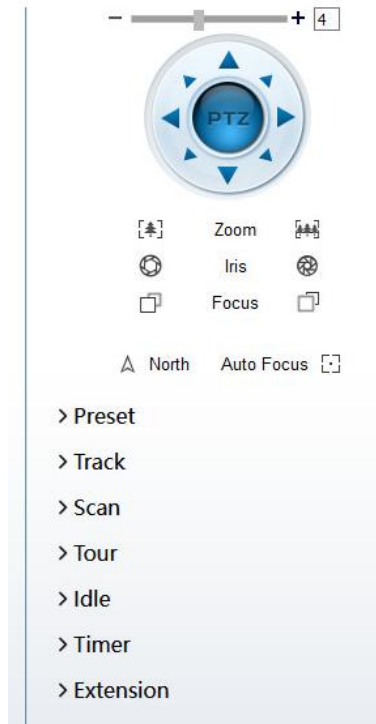 − + 4
PTZ
Zoom
Iris
Focus
North Auto Focus
> Preset
> Track
> Scan
> Tour
> Idle
> Timer
> Extension